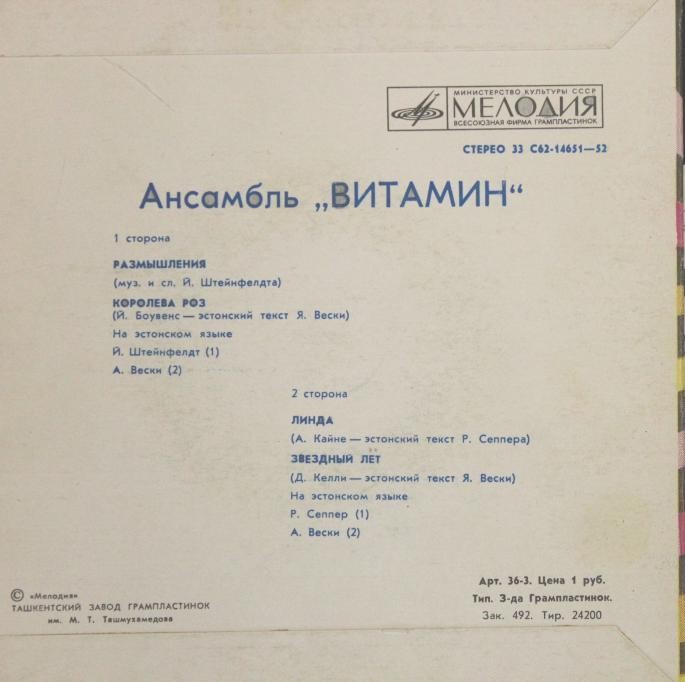 МИНИСТЕРСТВО КУЛЬТУРЫ СССР
МЕЛОДИЯ
ВСЕСОЮЗНАЯ ФИРМА ГРАМПЛАСТИНОК
СТЕРЕО 33 С62-14651—52
Ансамбль „ВИТАМИН“
1 сторона
РАЗМЫШЛЕНИЯ
(муз. и сл. Й. Штейнфелдта)
КОРОЛЕВА РОЗ
(Й. Боувенс — эстонский текст Я. Вески)
На эстонском языке
Й. Штейнфелдт (1)
А. Вески (2)
2 сторона
ЛИНДА
(А. Кайне — эстонский текст Р. Сеппера)
ЗВЕЗДНЫЙ ЛЁТ
(Д. Келли — эстонский текст Я. Вески)
На эстонском языке
Р. Сеппер (1)
А. Вески (2)
Арт. 36-3. Цена 1 руб.
Тип. З-да Грампластинок.
Зак. 492. Тир. 24200
© «Мелодия»
ТАШКЕНТСКИЙ ЗАВОД ГРАМПЛАСТИНОК
им. М. Т. Ташмухамедова